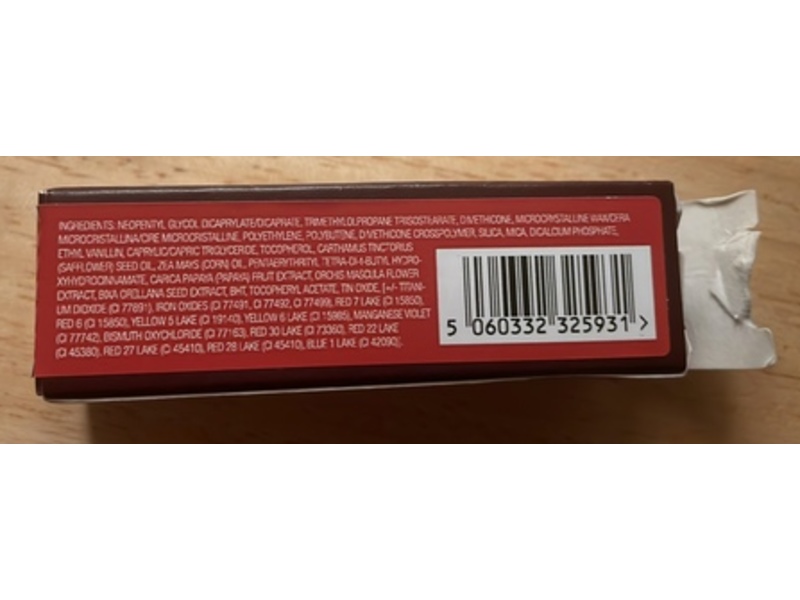 INGREDIENTS: NEOPENTYL GLYCOL DICAPRYLATE/DICAPRATE, TRIMETHYLOLPROPANE TRIISOSTEARATE, DIMETHICONE, MICROCRYSTALLINE WAX/CERA
MICROCRISTALLINA/CIRE MICROCRISTALLINE, POLYETHYLENE, POLYBUTENE, DIMETHICONE CROSSPOLYMER, SILICA, MICA, DICALCIUM PHOSPHATE,
ETHYL VANILLIN, CAPRYLIC/CAPRIC TRIGLYCERIDE, TOCOPHEROL, CARTHAMUS TINCTORIUS
(SAFFLOWER) SEED OIL, ZEA MAYS (CORN) OIL, PENTAERYTHRITYL TETRA-DI-t-BUTYL HYDRO-
XYHYDROCINNAMATE, CARICA PAPAYA (PAPAYA) FRUIT EXTRACT, ORCHIS MASCULA FLOWER
EXTRACT, BIXA ORELLANA SEED EXTRACT, BHT, TOCOPHERYL ACETATE, TIN OXIDE, [+/- TITAN-
IUM DIOXIDE (CI 77891), IRON OXIDES (CI 77491, CI 77492, CI 77499), RED 7 LAKE (CI 15850),
RED 6 (CI 15850), YELLOW 5 LAKE (CI 19140), YELLOW 6 LAKE (CI 15985), MANGANESE VIOLET
(CI 77742), BISMUTH OXYCHLORIDE (CI 77163), RED 30 LAKE (CI 73360), RED 22 LAKE
(CI 45380), RED 27 LAKE (CI 45410), RED 28 LAKE (CI 45410), BLUE 1 LAKE (CI 42090)].
5 060332 325931 >